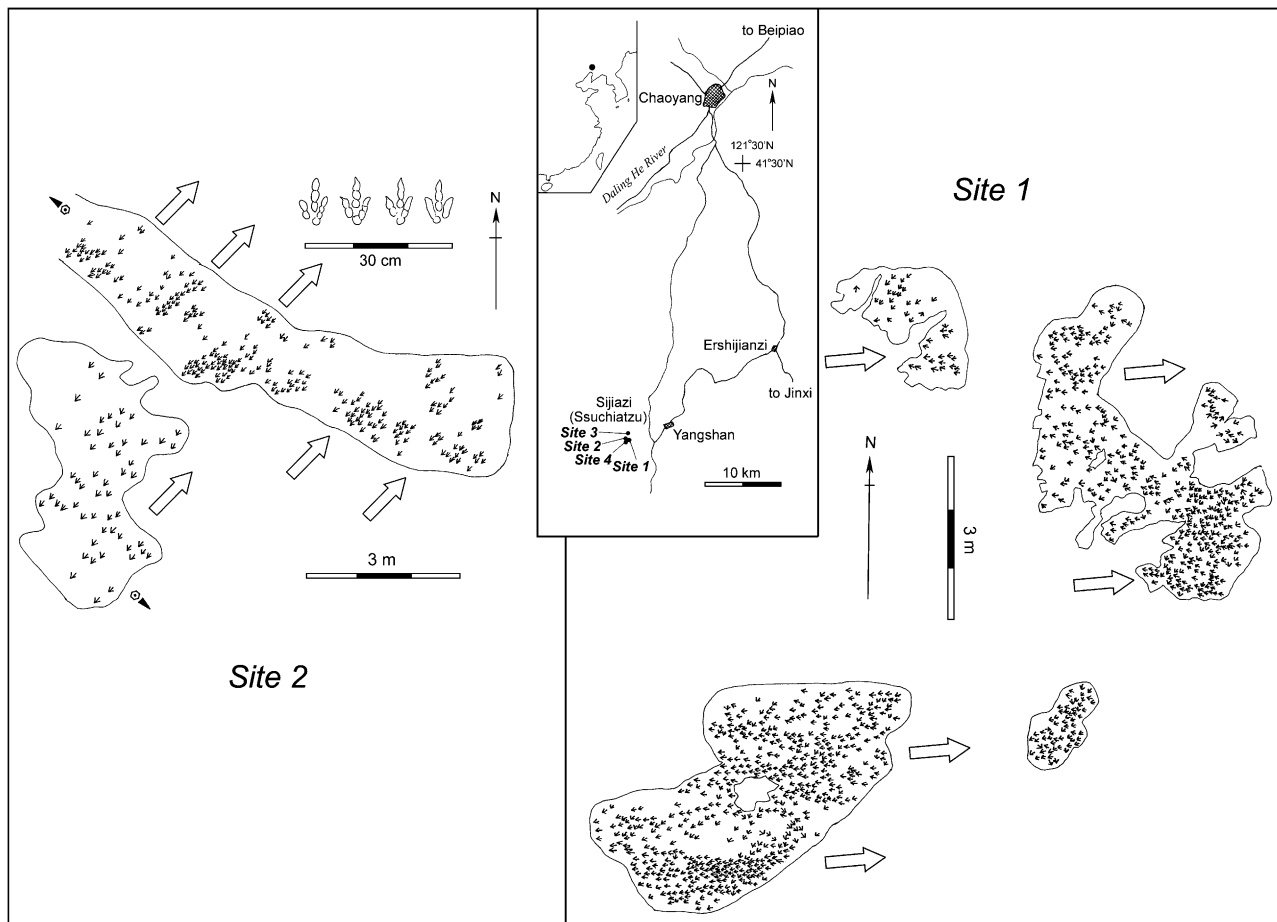 N
30 cm
3 m
Site 2
to Beipiao
N
Chaoyang
121°30'N
41°30'N
Daling He River
Ershijianzi
to Jinxi
Sijiazi
(Ssuchiatzu)
Site 3
Site 2
Site 4
Site 1
Yangshan
10 km
Site 1
N
3 m